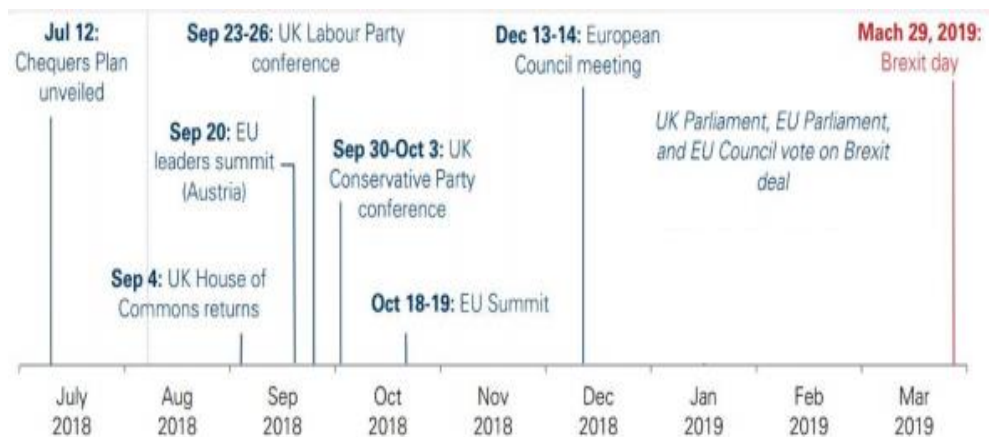 Jul 12:
Chequers Plan
unveiled
Sep 23-26: UK Labour Party
conference
Dec 13-14: European
Council meeting
Mach 29, 2019:
Brexit day
Sep 20: EU
leaders summit
(Austria)
Sep 30-Oct 3: UK
Conservative Party
conference
UK Parliament, EU Parliament,
and EU Council vote on Brexit
deal
Sep 4: UK House of
Commons returns
Oct 18-19: EU Summit
July Aug Sep Oct Nov Dec Jan Feb Mar
2018 2018 2018 2018 2018 2018 2019 2019 2019